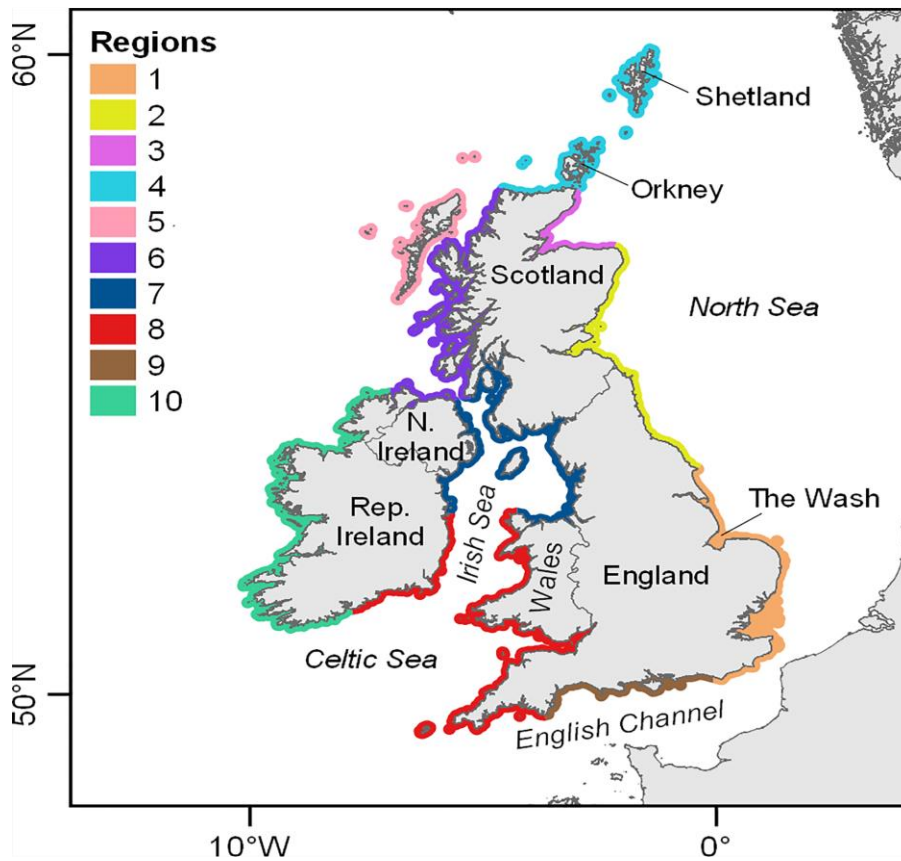 Regions
1
2
3
4
5
6
7
8
9
10
60°N
50°N
Shetland
Orkney
Scotland
North Sea
N.
Ireland
Rep.
Ireland
Irish Sea
The Wash
Wales
England
Celtic Sea
English Channel
10°W
0°